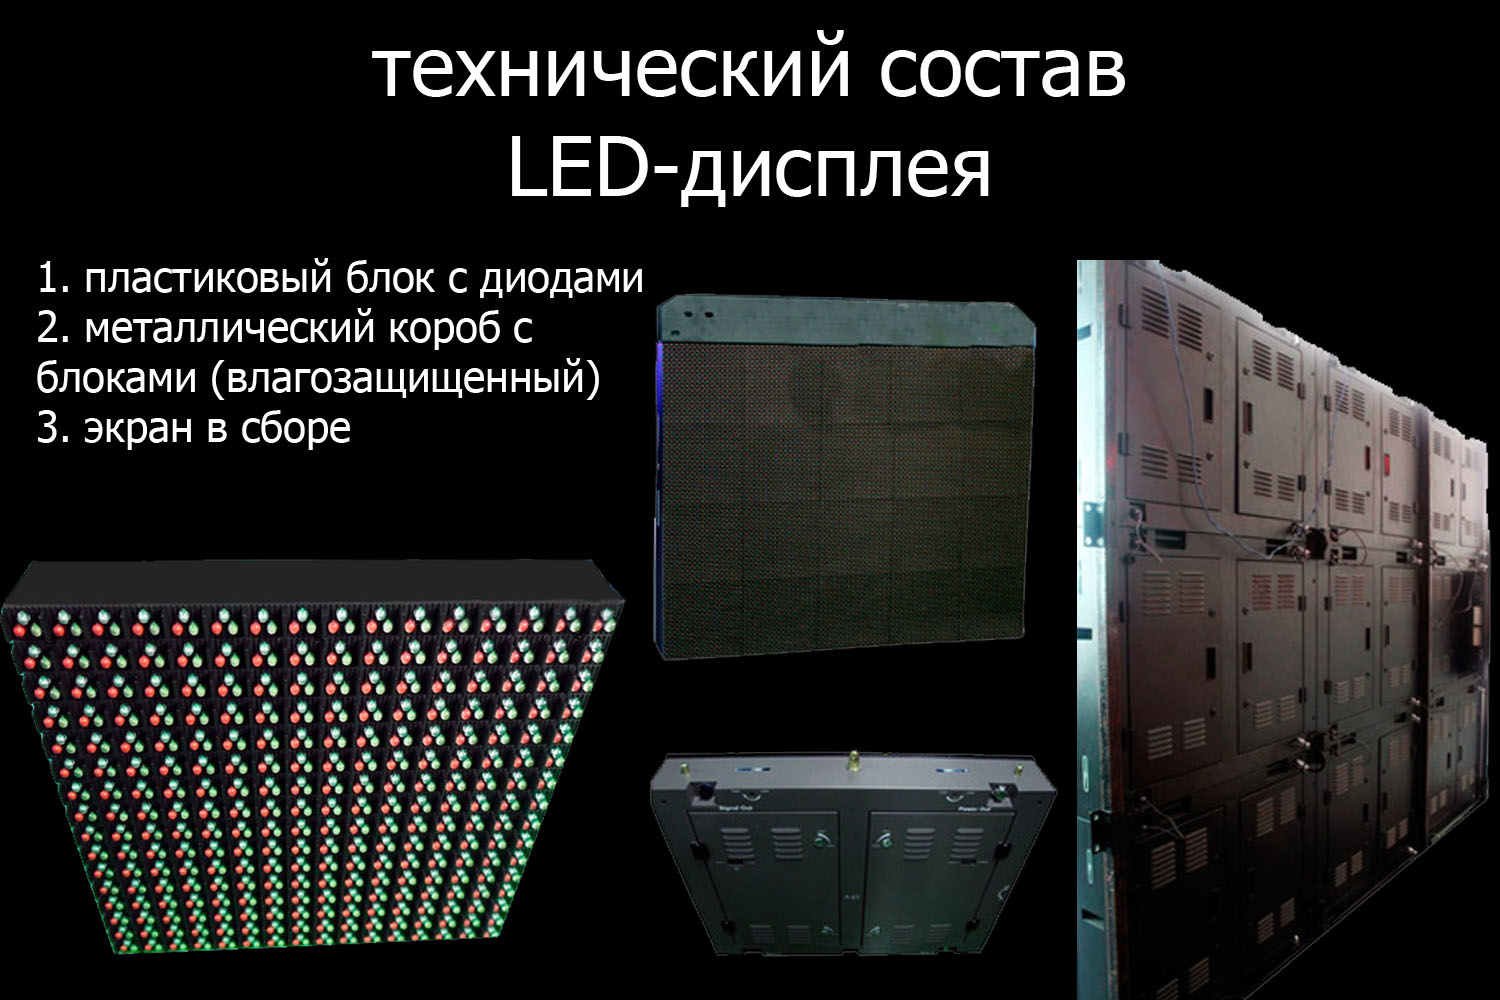 технический состав
LED-дисплея
1. пластиковый блок с диодами
2. металлический короб с
блоками (влагозащищенный)
3. экран в сборе
Signal Out
Power Out